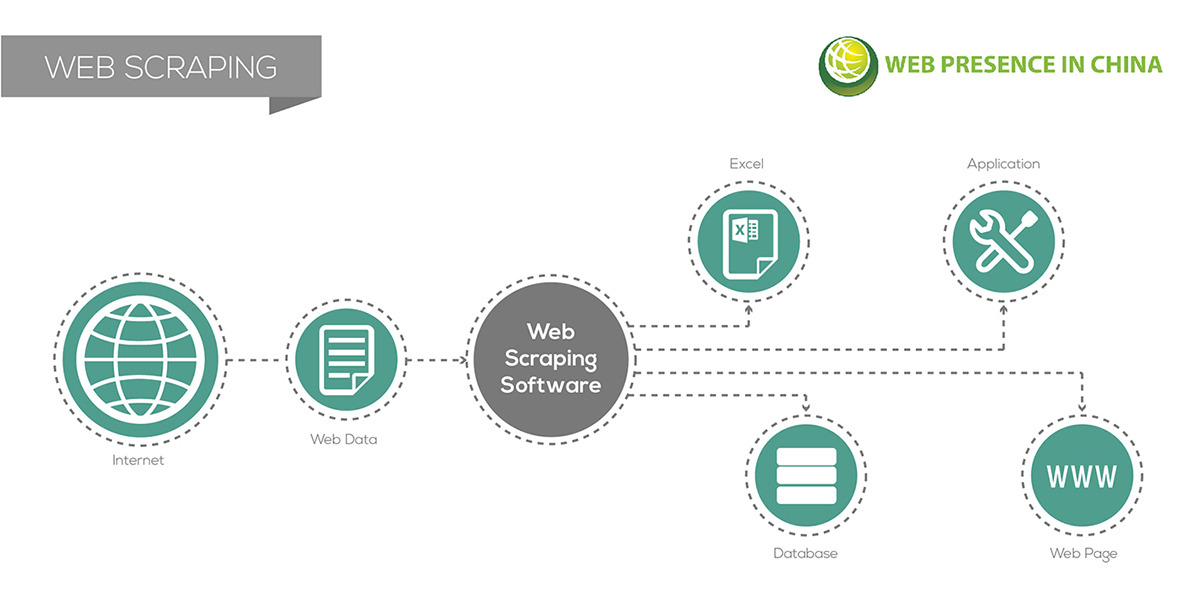 WEB SCRAPING
WEB PRESENCE IN CHINA
Excel
Application
X
Web
Scraping
Software
Web Data
Internet
WWW
Database
Web Page